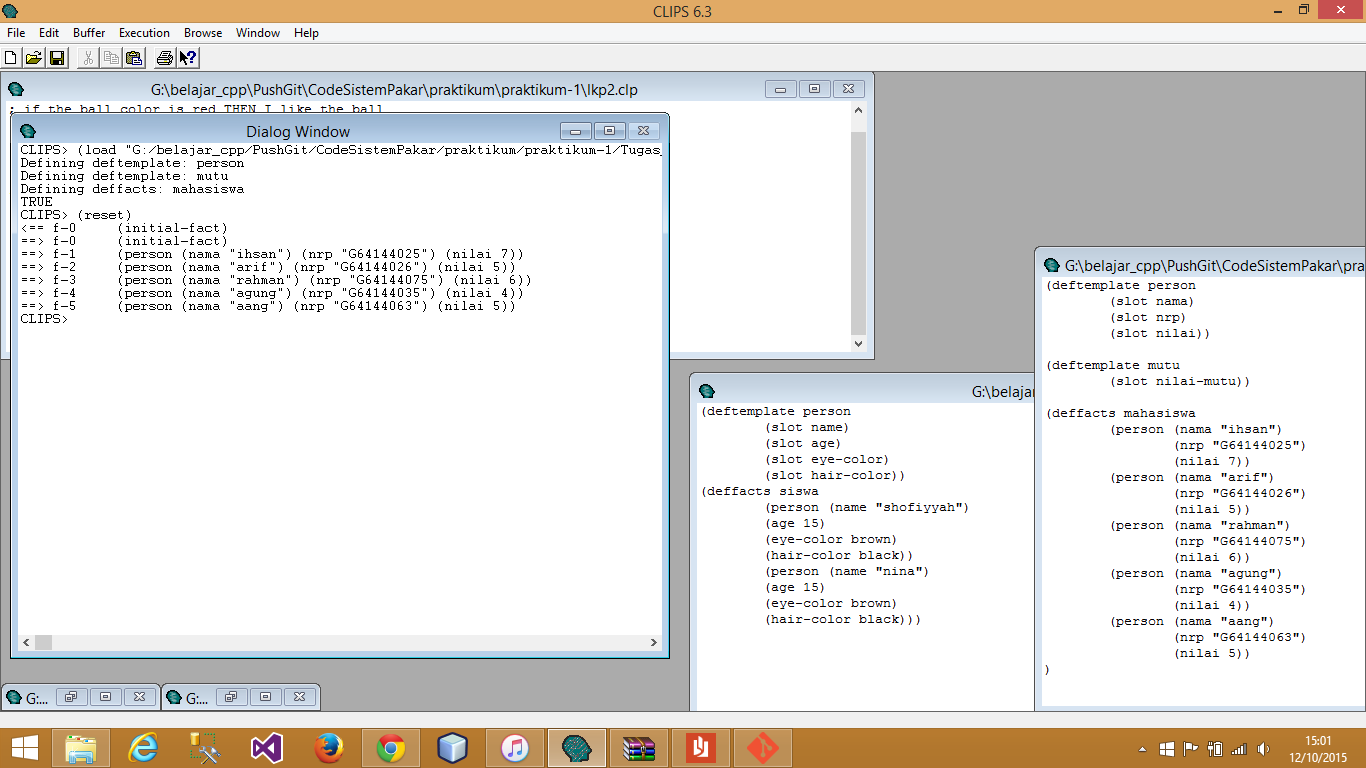 CLIPS 6.3
File Edit Buffer Execution Browse Window Help
G:\belajar_cpp\PushGit\CodeSistemPakar\praktikum\praktikum-1\lkp2.clp
; if the ball color is red THEN I like the ball
Dialog Window
CLIPS> (load "G:/belajar_cpp/PushGit/CodeSistemPakar/praktikum/praktikum-1/Tugas_
Defining deftemplate: person
Defining deftemplate: mutu
Defining deffacts: mahasiswa
TRUE
CLIPS> (reset)
<== f-0     (initial-fact)
==> f-0     (initial-fact)
==> f-1     (person (nama "ihsan") (nrp "G64144025") (nilai 7))
==> f-2     (person (nama "arif") (nrp "G64144026") (nilai 5))
==> f-3     (person (nama "rahman") (nrp "G64144075") (nilai 6))
==> f-4     (person (nama "agung") (nrp "G64144035") (nilai 4))
==> f-5     (person (nama "aang") (nrp "G64144063") (nilai 5))
CLIPS>
G:\belajar
(deftemplate person
(slot name)
(slot age)
(slot eye-color)
(slot hair-color))
(deffacts siswa
(person (name "shofiyyah")
(age 15)
(eye-color brown)
(hair-color black))
(person (name "nina")
(age 15)
(eye-color brown)
(hair-color black)))
G:\belajar_cpp\PushGit\CodeSistemPakar\pra
(deftemplate person
(slot nama)
(slot nrp)
(slot nilai))
(deftemplate mutu
(slot nilai-mutu))
(deffacts mahasiswa
(person (nama "ihsan")
(nrp "G64144025")
(nilai 7))
(person (nama "arif")
(nrp "G64144026")
(nilai 5))
(person (nama "rahman")
(nrp "G64144075")
(nilai 6))
(person (nama "agung")
(nrp "G64144035")
(nilai 4))
(person (nama "aang")
(nrp "G64144063")
(nilai 5))
)
G:... G:...
15:01
12/10/2015